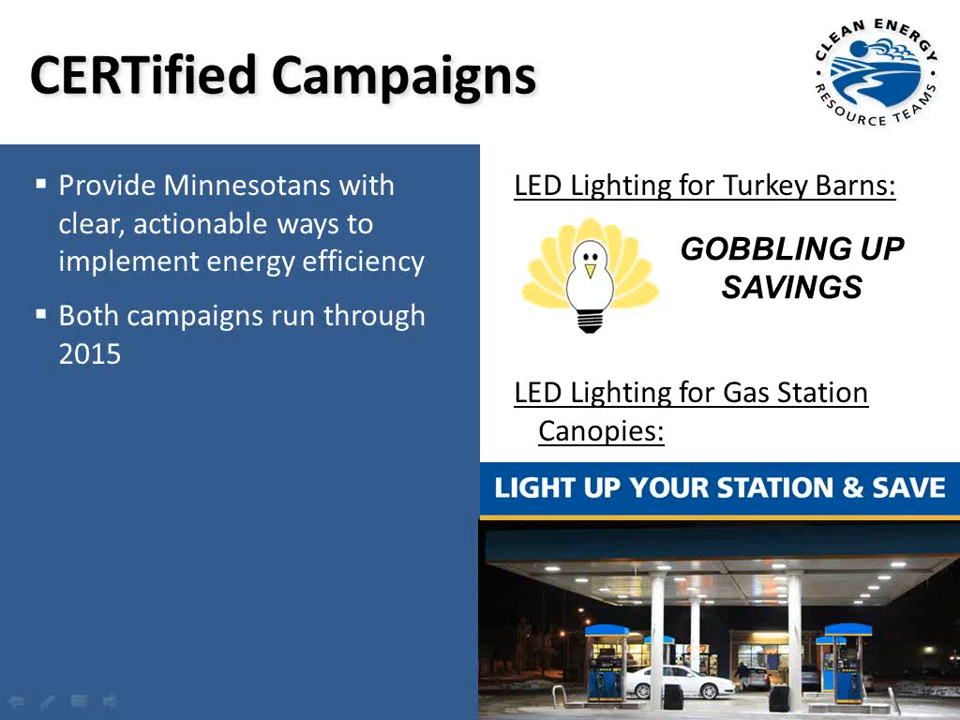 CERTified Campaigns
CLEAN ENERGY
RESOURCE TEAMS
▪ Provide Minnesotans with
clear, actionable ways to
implement energy efficiency
▪ Both campaigns run through
2015
LED Lighting for Turkey Barns:
GOBBLING UP
SAVINGS
LED Lighting for Gas Station
Canopies:
LIGHT UP YOUR STATION & SAVE